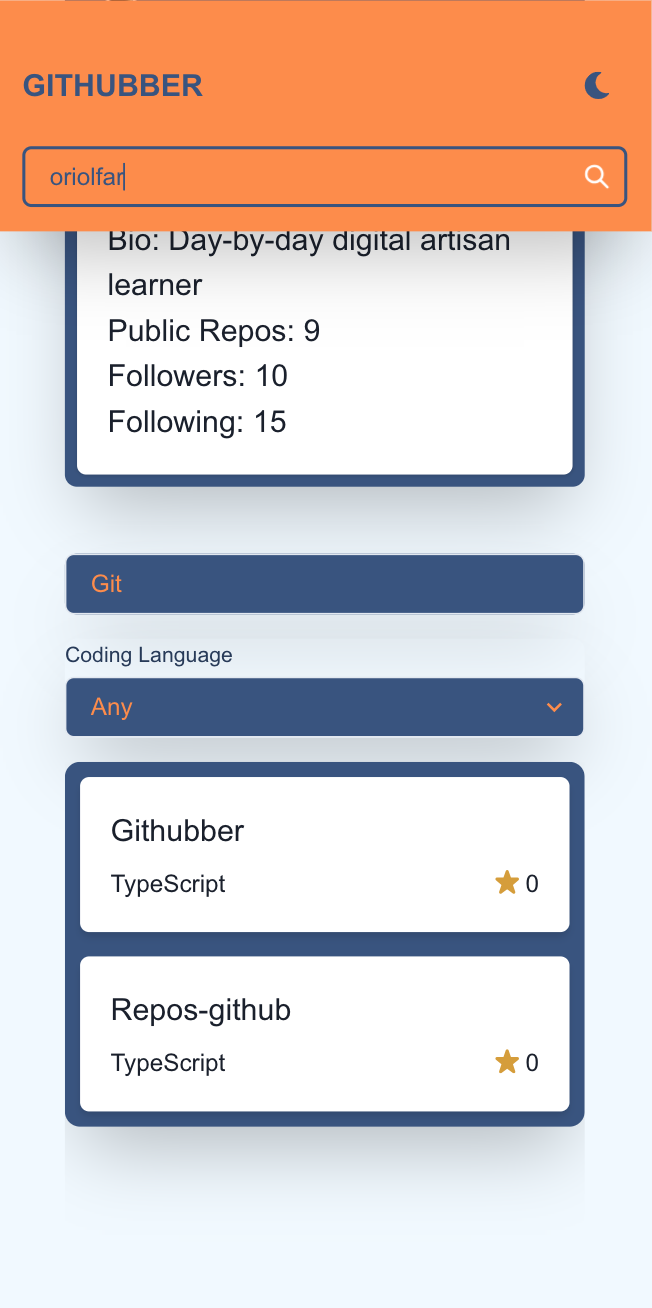 GITHUBBER
oriolfar
Bio: Day-by-day digital artisan
learner
Public Repos: 9
Followers: 10
Following: 15
Git
Coding Language
Any
Githubber
TypeScript 0
Repos-github
TypeScript 0